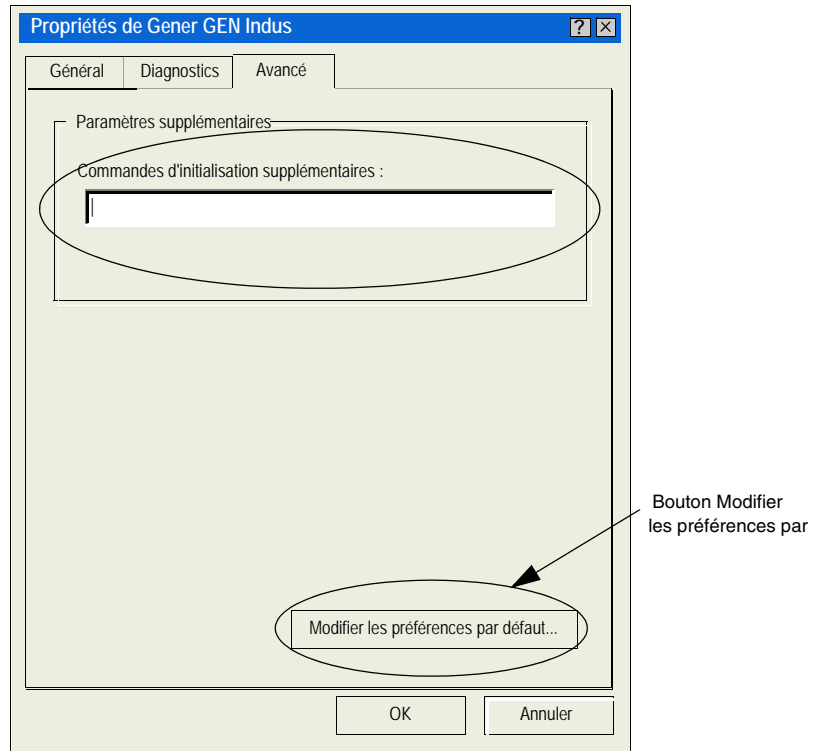 Propriétés de Gener GEN Indus
Général Diagnostics Avancé
Paramètres supplémentaires
Commandes d'initialisation supplémentaires :
Bouton Modifier
les préférences par
Modifier les préférences par défaut...
OK Annuler